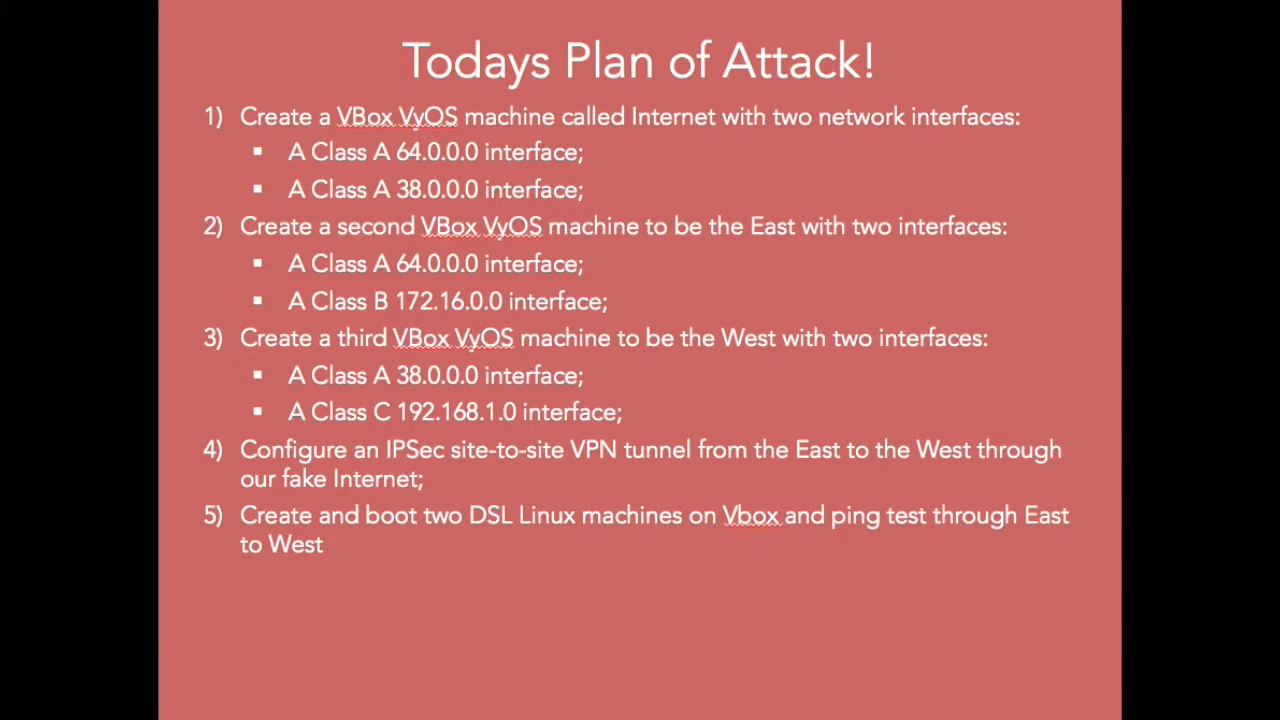 Todays Plan of Attack!
1) Create a VBox VyOS machine called Internet with two network interfaces:
▪ A Class A 64.0.0.0 interface;
▪ A Class A 38.0.0.0 interface;
2) Create a second VBox VyOS machine to be the East with two interfaces:
▪ A Class A 64.0.0.0 interface;
▪ A Class B 172.16.0.0 interface;
3) Create a third VBox VyOS machine to be the West with two interfaces:
▪ A Class A 38.0.0.0 interface;
▪ A Class C 192.168.1.0 interface;
4) Configure an IPSec site-to-site VPN tunnel from the East to the West through
our fake Internet;
5) Create and boot two DSL Linux machines on Vbox and ping test through East
to West